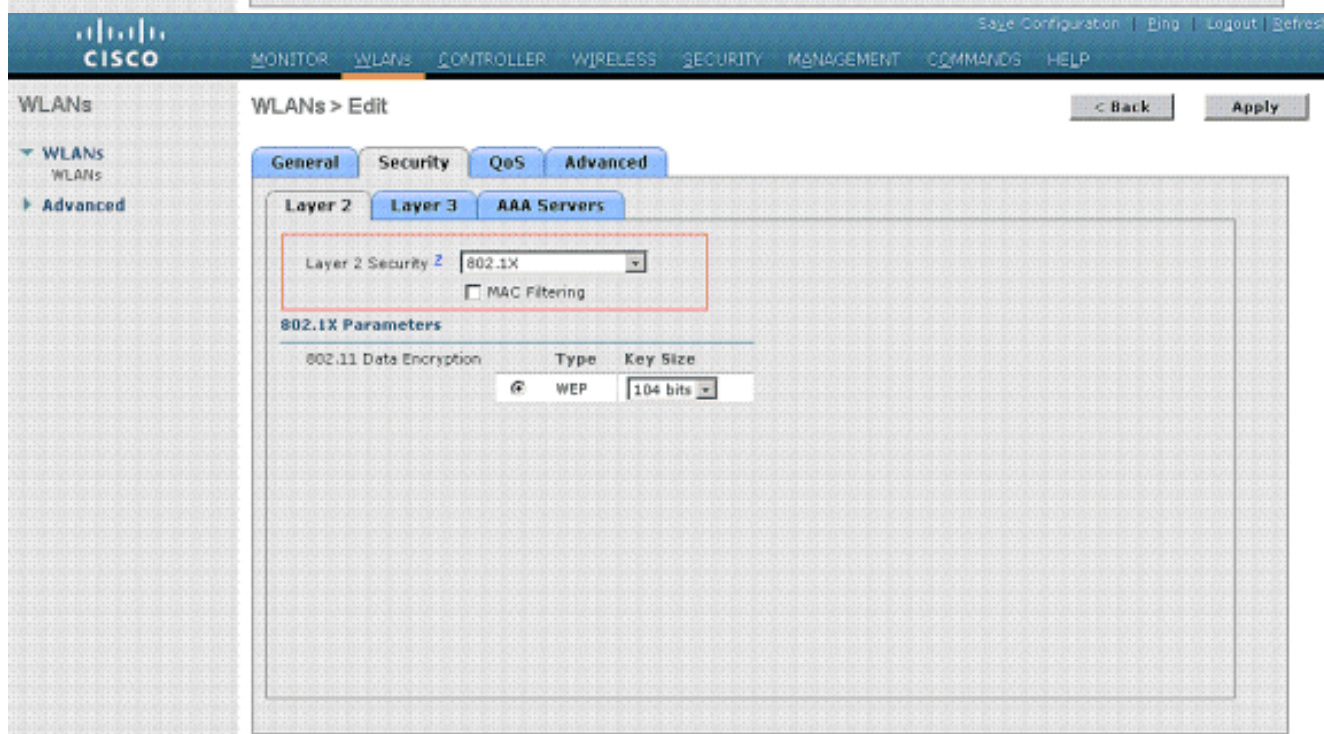 Save Configuration | Ping | Logout | Refres
CISCO
MONITOR WLANs CONTROLLER WIRELESS SECURITY MANAGEMENT COMMANDS HELP
WLANs
WLANs > Edit
< Back
Apply
WLANs
WLANs
Advanced
General Security QoS Advanced
Layer 2 Layer 3 AAA Servers
Layer 2 Security 2 802.1X
MAC Filtering
802.1X Parameters
802.11 Data Encryption Type Key Size
WEP 104 bits